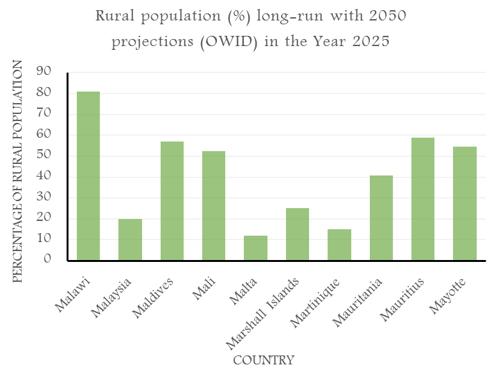 Rural population (%) long-run with 2050
projections (OWID) in the Year 2025
PERCENTAGE OF RURAL POPULATION
90
80
70
60
50
40
30
20
10
0
Malawi
Malaysia
Maldives
Mali
Malta
Marshall Islands
Martinique
Mauritania
Mauritius
Mayotte
COUNTRY